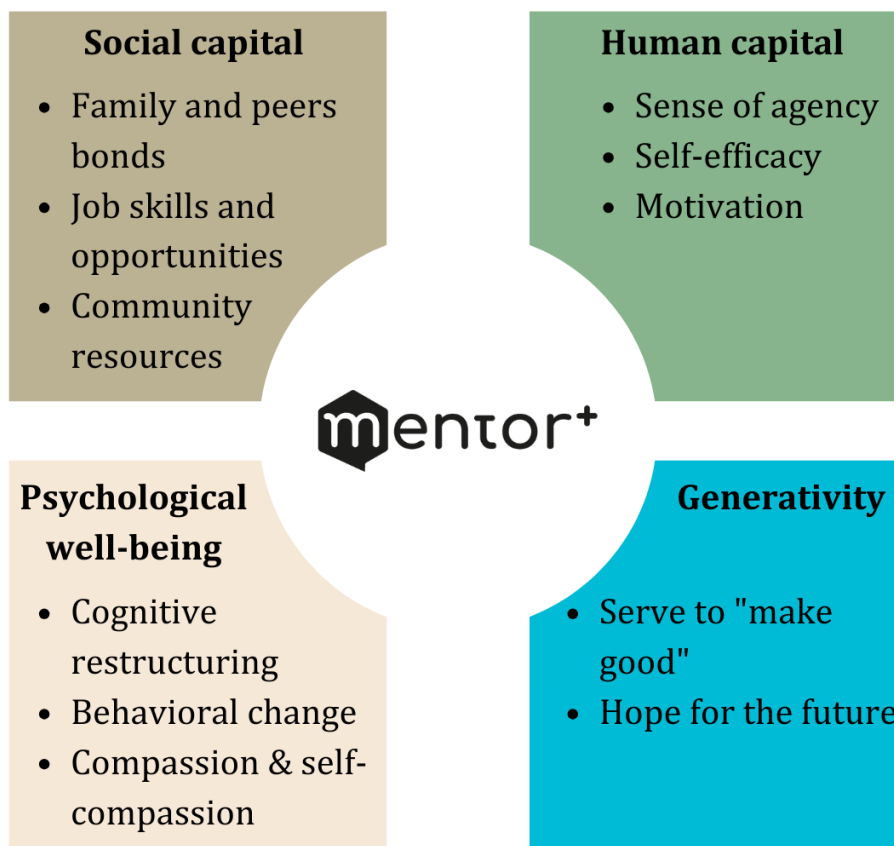 Social capital
• Family and peers
bonds
• Job skills and
opportunities
• Community
resources
Human capital
• Sense of agency
• Self-efficacy
• Motivation
mentor+
Psychological
well-being
• Cognitive
restructuring
• Behavioral change
• Compassion & self-
compassion
Generativity
• Serve to "make
good"
• Hope for the future